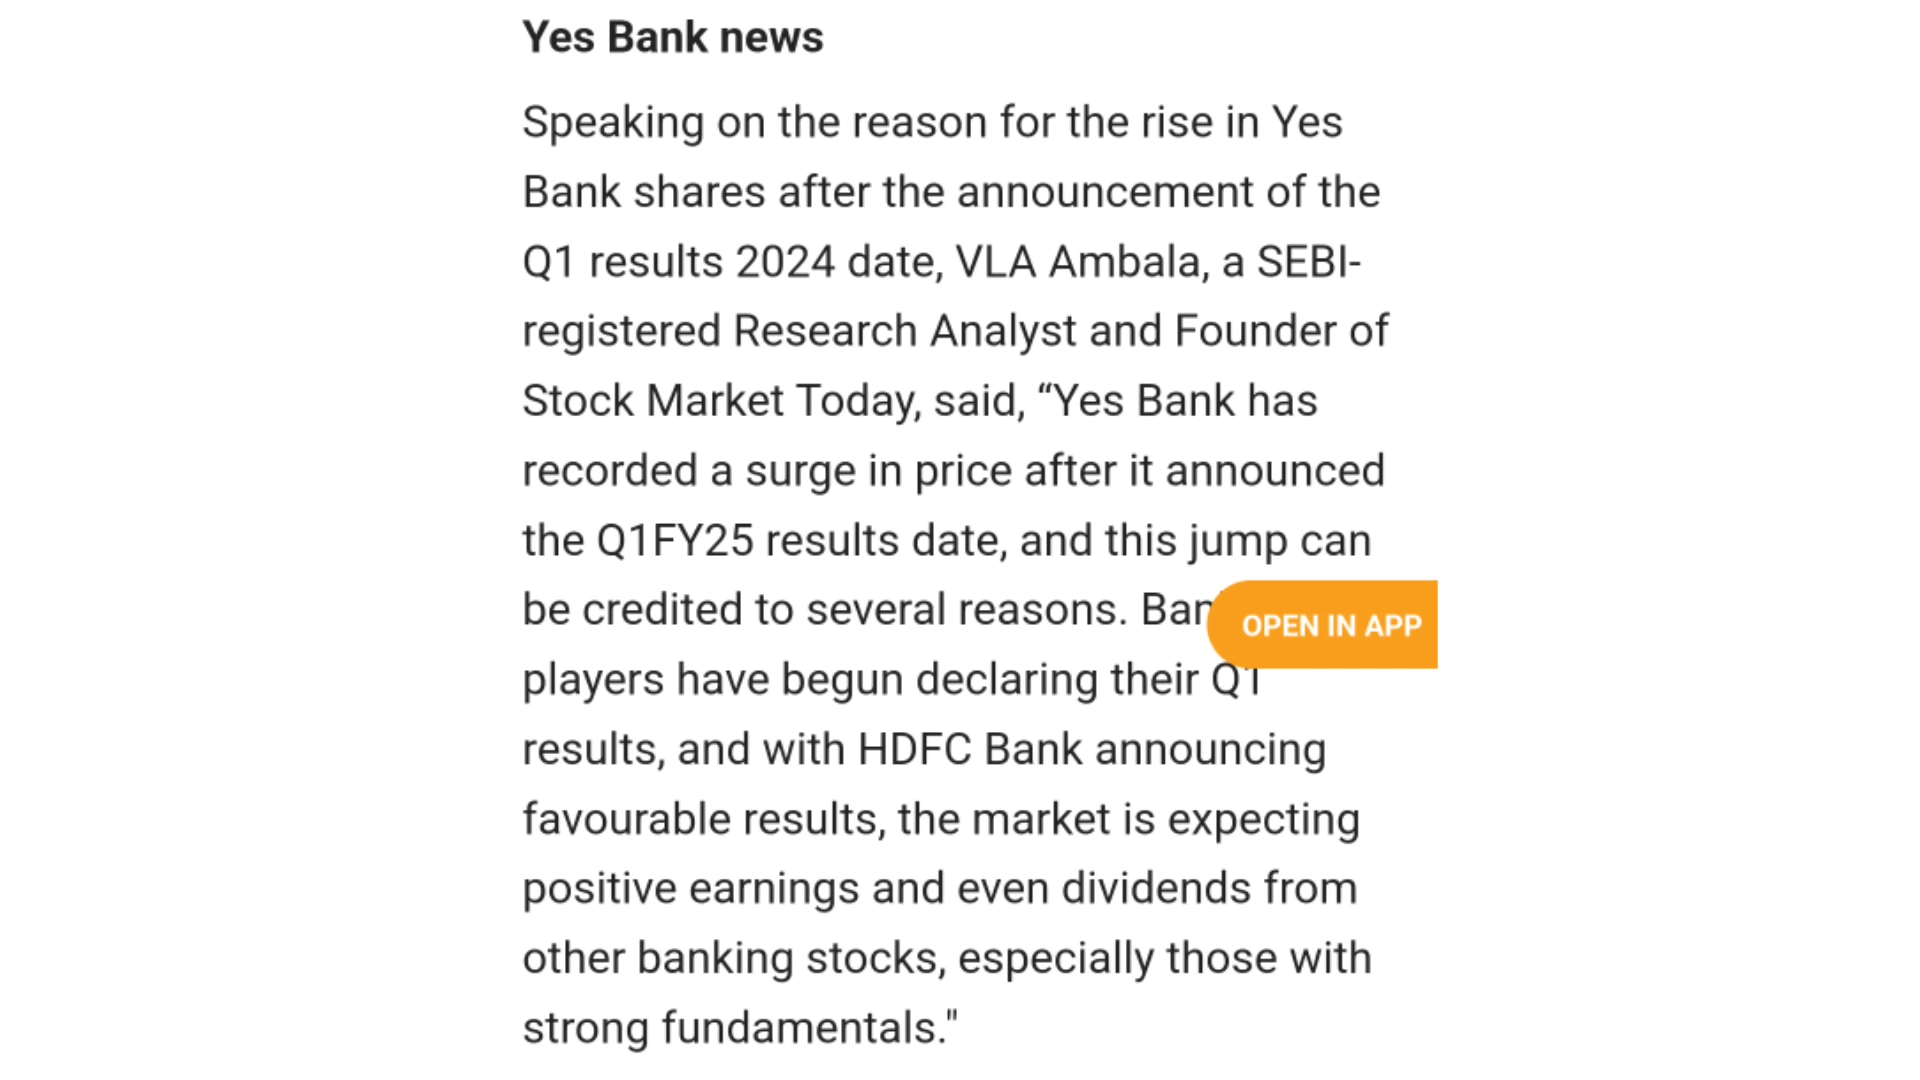 Yes Bank news
Speaking on the reason for the rise in Yes
Bank shares after the announcement of the
Q1 results 2024 date, VLA Ambala, a SEBI-
registered Research Analyst and Founder of
Stock Market Today, said, “Yes Bank has
recorded a surge in price after it announced
the Q1FY25 results date, and this jump can
be credited to several reasons.
OPEN IN APP
players have begun declaring their Q1
results, and with HDFC Bank announcing
favourable results, the market is expecting
positive earnings and even dividends from
other banking stocks, especially those with
strong fundamentals."